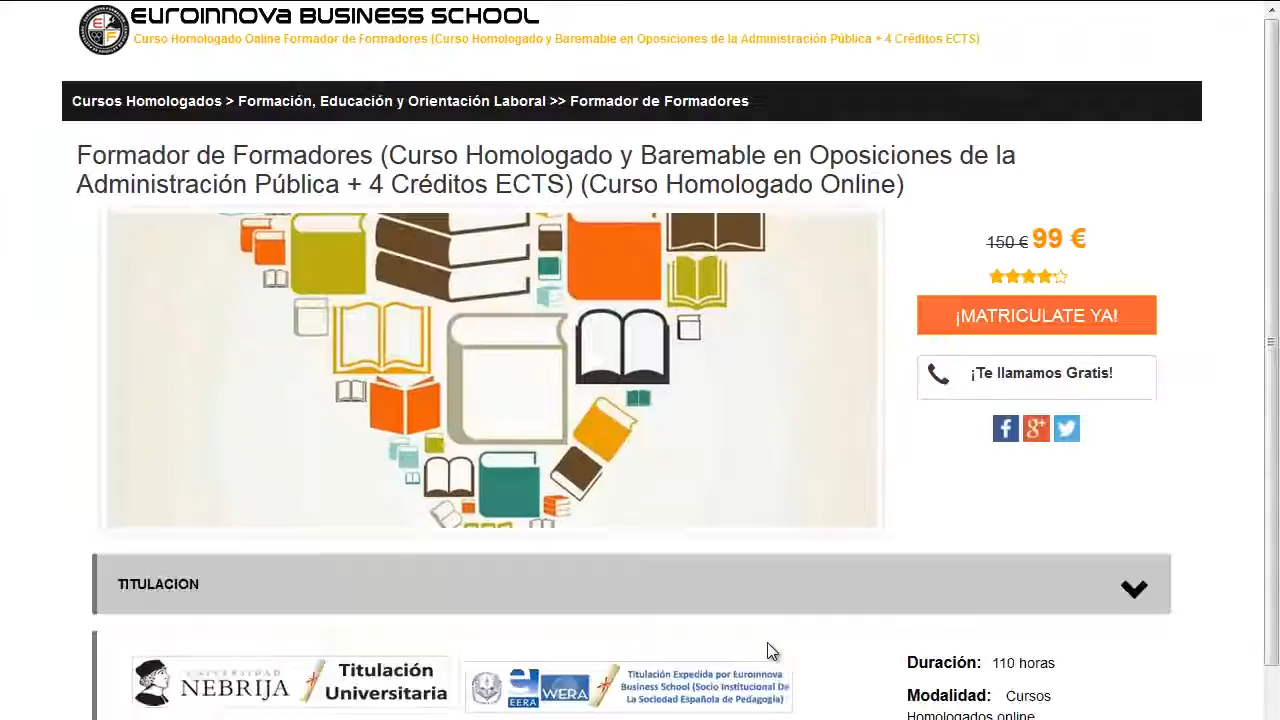 EUROINNOVA BUSINESS SCHOOL
Curso Homologado Online Formador de Formadores (Curso Homologado y Baremable en Oposiciones de la Administración Pública + 4 Créditos ECTS)
Cursos Homologados > Formación, Educación y Orientación Laboral >> Formador de Formadores
Formador de Formadores (Curso Homologado y Baremable en Oposiciones de la
Administración Pública + 4 Créditos ECTS) (Curso Homologado Online)
150 € 99 €
¡MATRICULATE YA!
¡Te llamamos Gratis!
TITULACION
UNIVERSIDAD
NEBRIJA
Titulación
Universitaria
EERA
WERA
Titulación Expedida por Euroinnova
Business School (Socio Institucional De
La Sociedad Española de Pedagogía)
Duración: 110 horas
Modalidad: Cursos
Homologados online